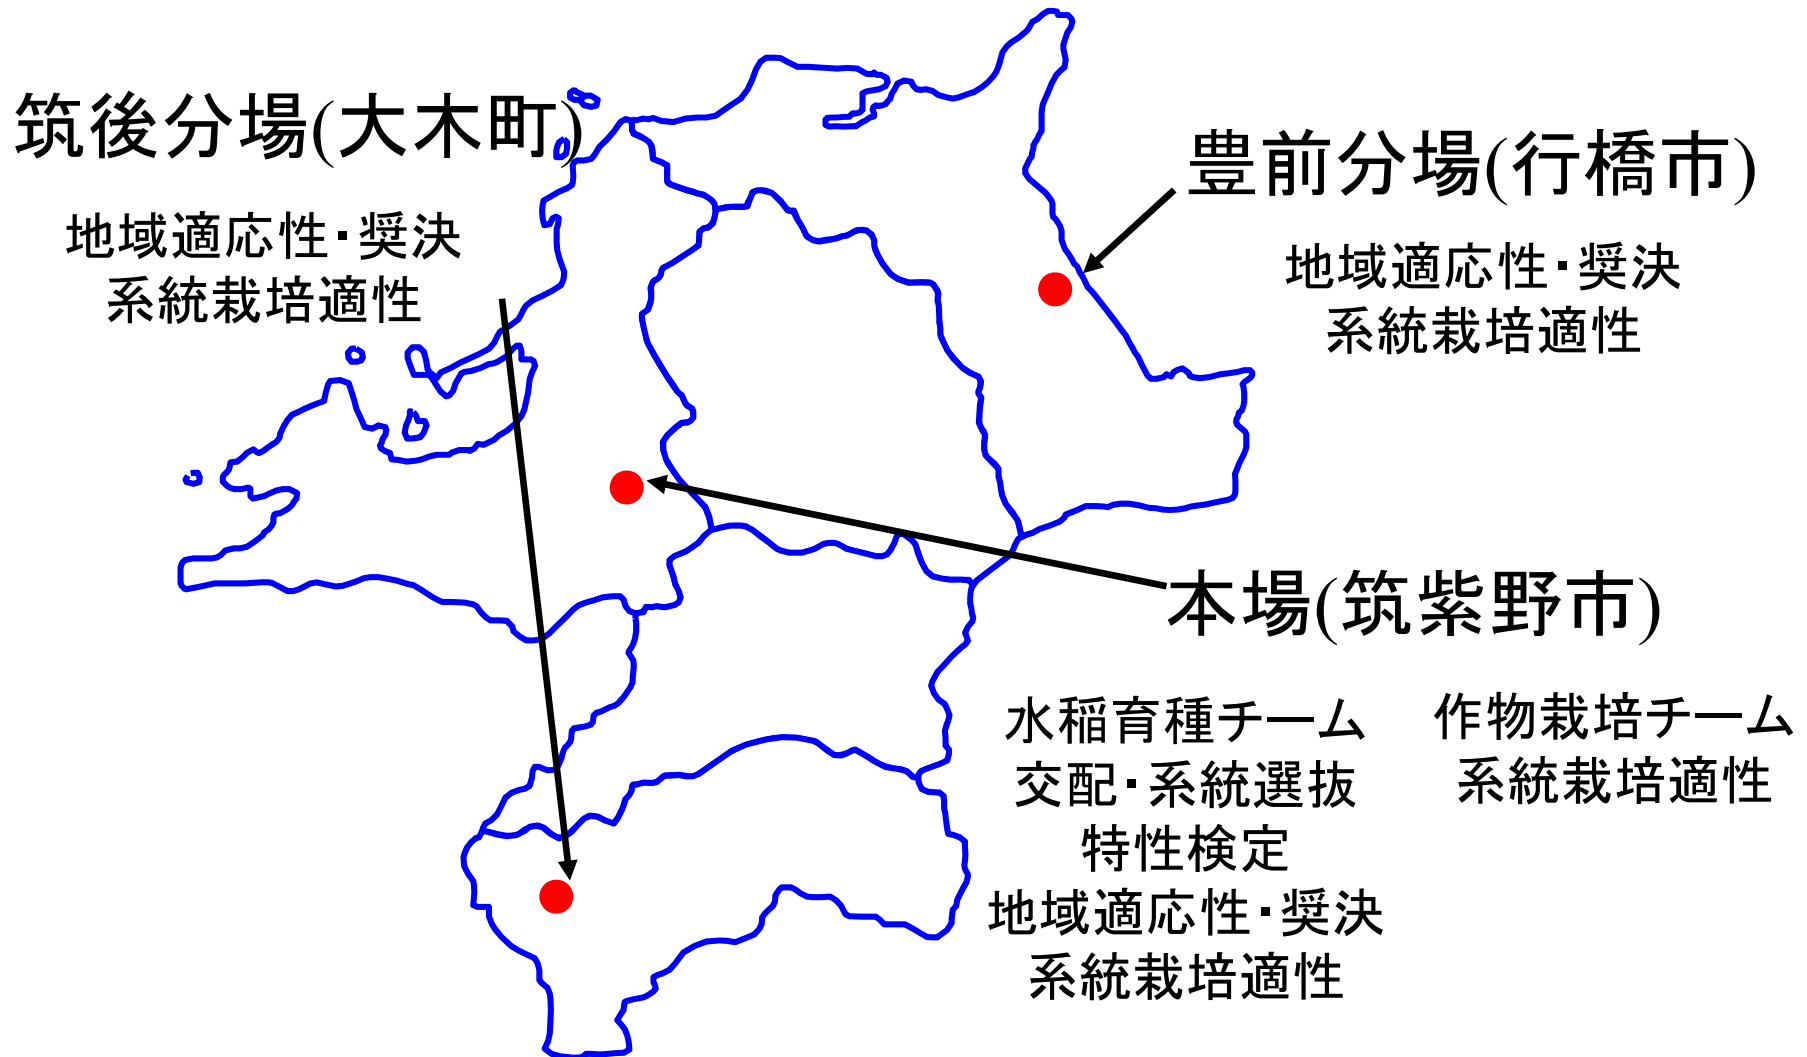 筑後分場(大木町)
地域適応性・奨決
系統栽培適性
豊前分場(行橋市)
地域適応性・奨決
系統栽培適性
本場(筑紫野市)
水稲育種チーム
交配・系統選抜
特性検定
地域適応性・奨決
系統栽培適性
作物栽培チーム
系統栽培適性